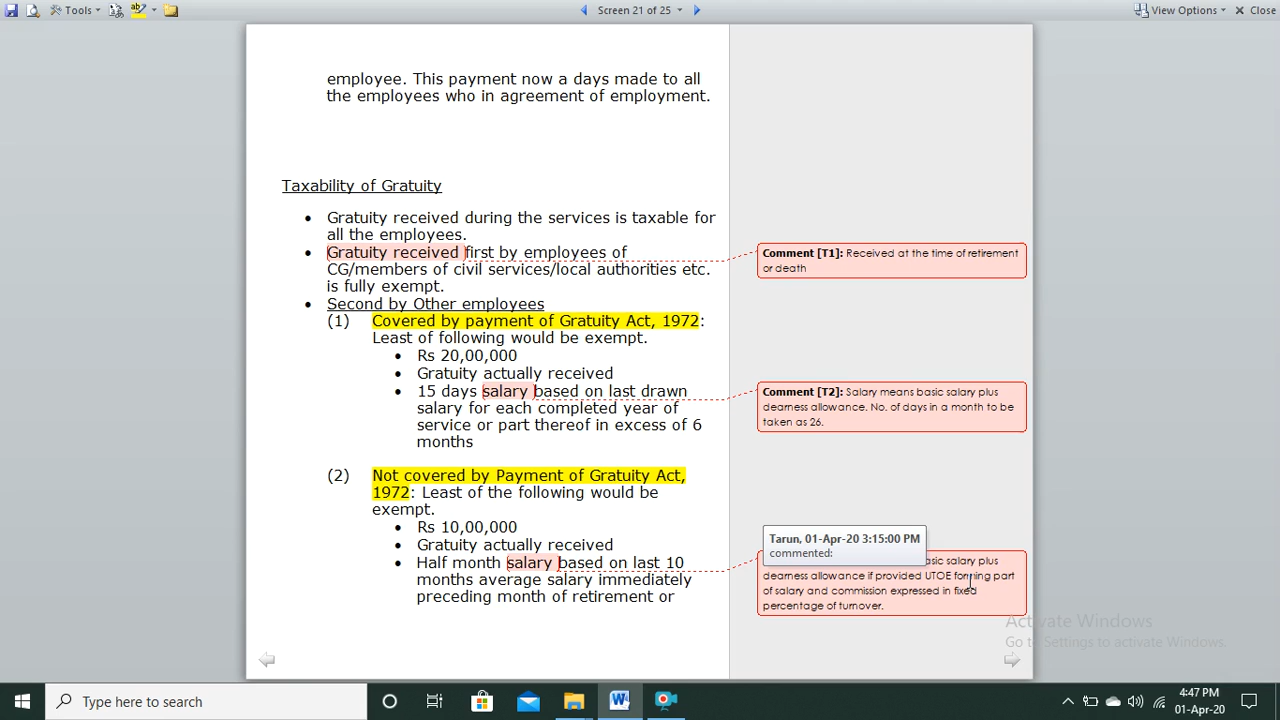 Tools
Screen 21 of 25
View Options
Close
employee. This payment now a days made to all
the employees who in agreement of employment.
Taxability of Gratuity
• Gratuity received during the services is taxable for
all the employees.
• Gratuity received first by employees of
CG/members of civil services/local authorities etc.
is fully exempt.
• Second by Other employees
(1) Covered by payment of Gratuity Act, 1972:
Least of following would be exempt.
• Rs 20,00,000
• Gratuity actually received
• 15 days salary based on last drawn
salary for each completed year of
service or part thereof in excess of 6
months
(2) Not covered by Payment of Gratuity Act,
1972: Least of the following would be
exempt.
• Rs 10,00,000
• Gratuity actually received
• Half month salary based on last 10
months average salary immediately
preceding month of retirement or
Comment [T1]: Received at the time of retirement
or death
Comment [T2]: Salary means basic salary plus
dearness allowance. No. of days in a month to be
taken as 26.
Tarun, 01-Apr-20 3:15:00 PM
commented:
salary plus
dearness allowance if provided UTOE forming part
of salary and commission expressed in fixed
percentage of turnover.
Activate Windows
Go to Settings to activate Windows.
Type here to search
4:47 PM
01-Apr-20